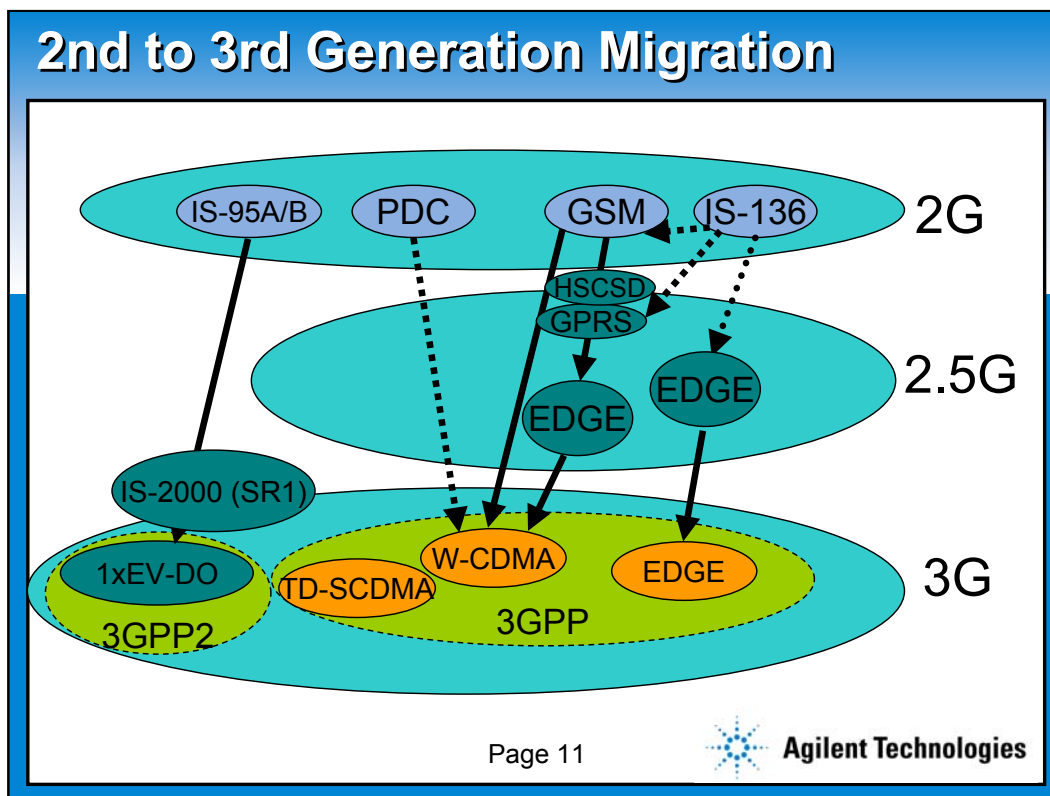 2nd to 3rd Generation Migration
IS-95A/B
PDC
GSM
IS-136
2G
HSCSD
GPRS
EDGE
EDGE
2.5G
IS-2000 (SR1)
1xEV-DO
3GPP2
TD-SCDMA
W-CDMA
EDGE
3GPP
3G
Page 11
Agilent Technologies